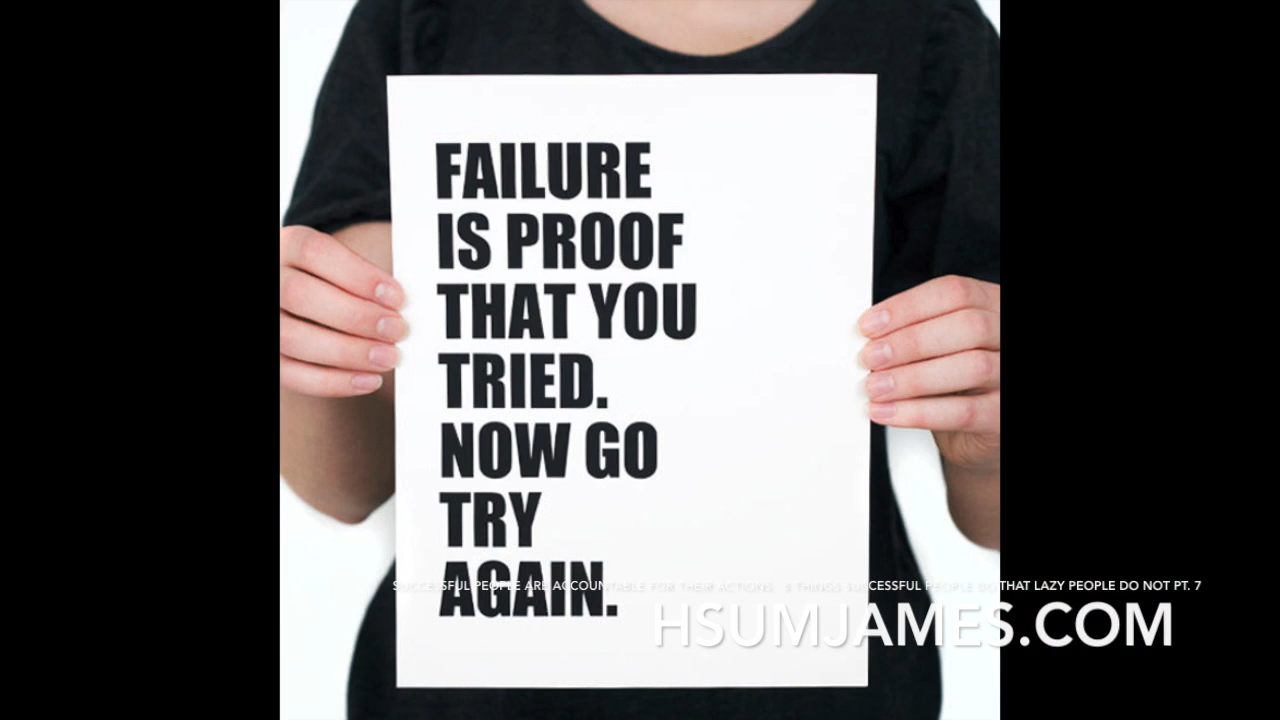 FAILURE
IS PROOF
THAT YOU
TRIED.
NOW GO
TRY
AGAIN.
SUCCESSFUL PEOPLE ARE ACCOUNTABLE FOR THEIR ACTIONS 8 THINGS SUCCESSFUL PEOPLE DO THAT LAZY PEOPLE DO NOT PT. 7
HSUMJAMES.COM